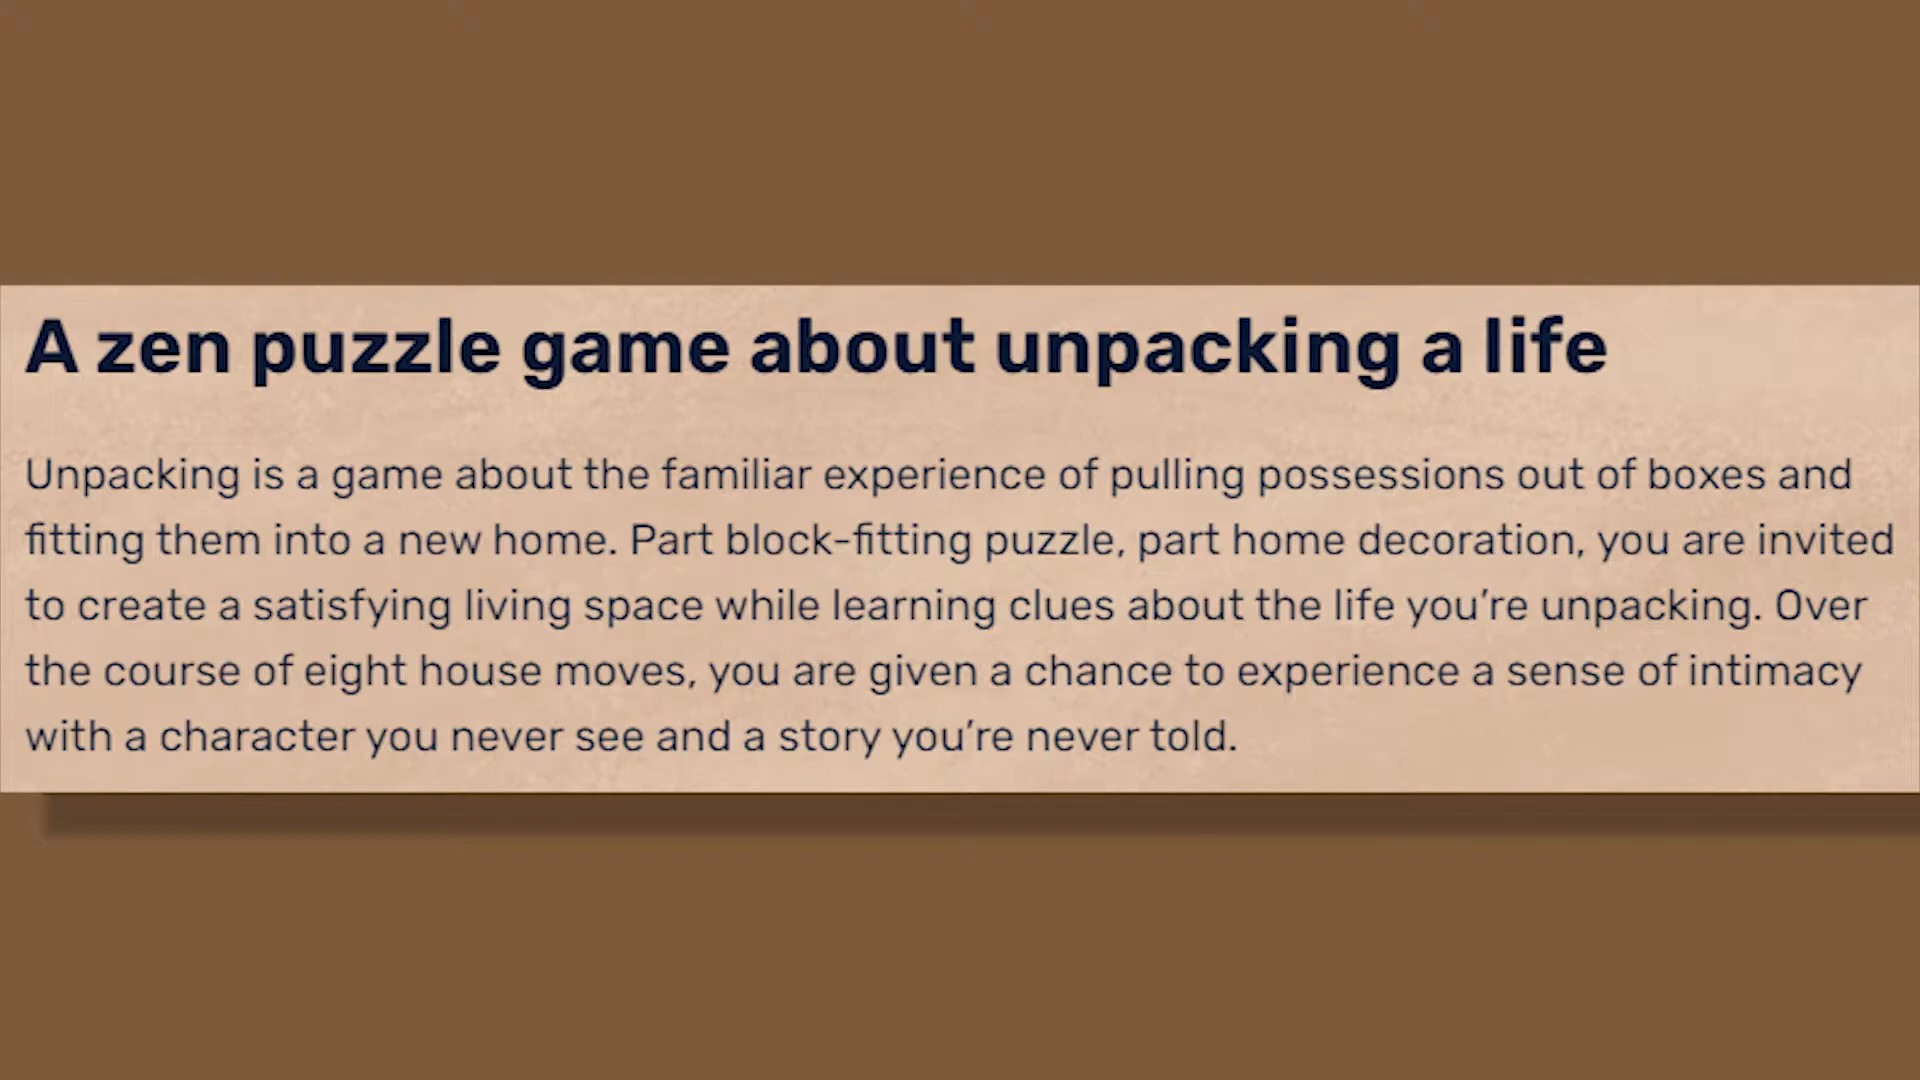 A zen puzzle game about unpacking a life
Unpacking is a game about the familiar experience of pulling possessions out of boxes and
fitting them into a new home. Part block-fitting puzzle, part home decoration, you are invited
to create a satisfying living space while learning clues about the life you’re unpacking. Over
the course of eight house moves, you are given a chance to experience a sense of intimacy
with a character you never see and a story you’re never told.